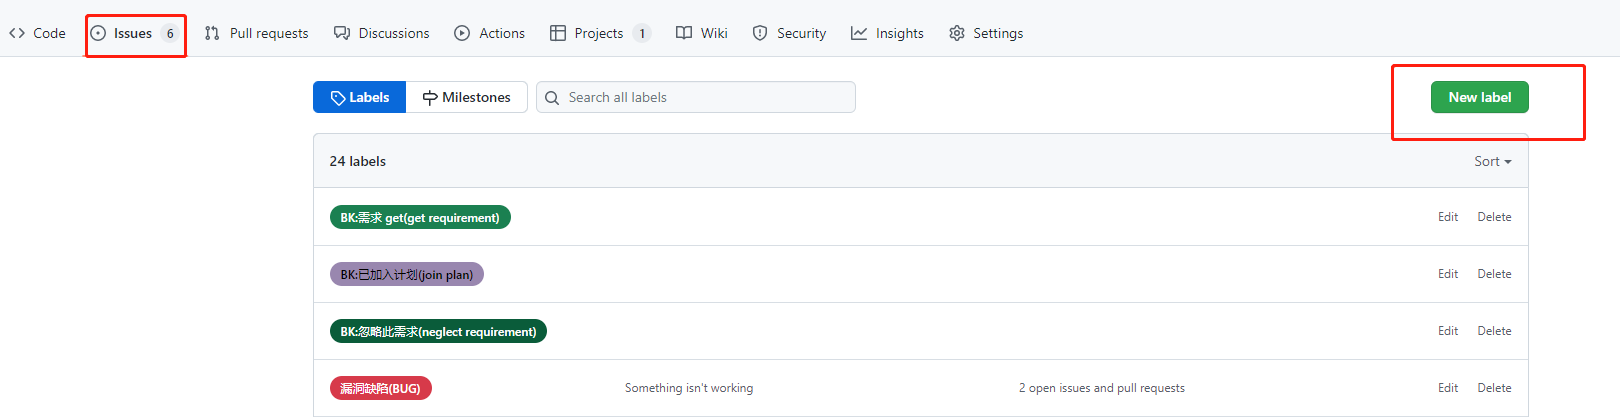 Code Issues 6 Pull requests Discussions Actions Projects 1 Wiki Security Insights Settings
Labels Milestones Search all labels New label
24 labels Sort
BK:需求 get(get requirement) Edit Delete
BK:已加入计划(join plan) Edit Delete
BK:忽略此需求(neglect requirement) Edit Delete
漏洞缺陷(BUG) Something isn't working 2 open issues and pull requests Edit Delete